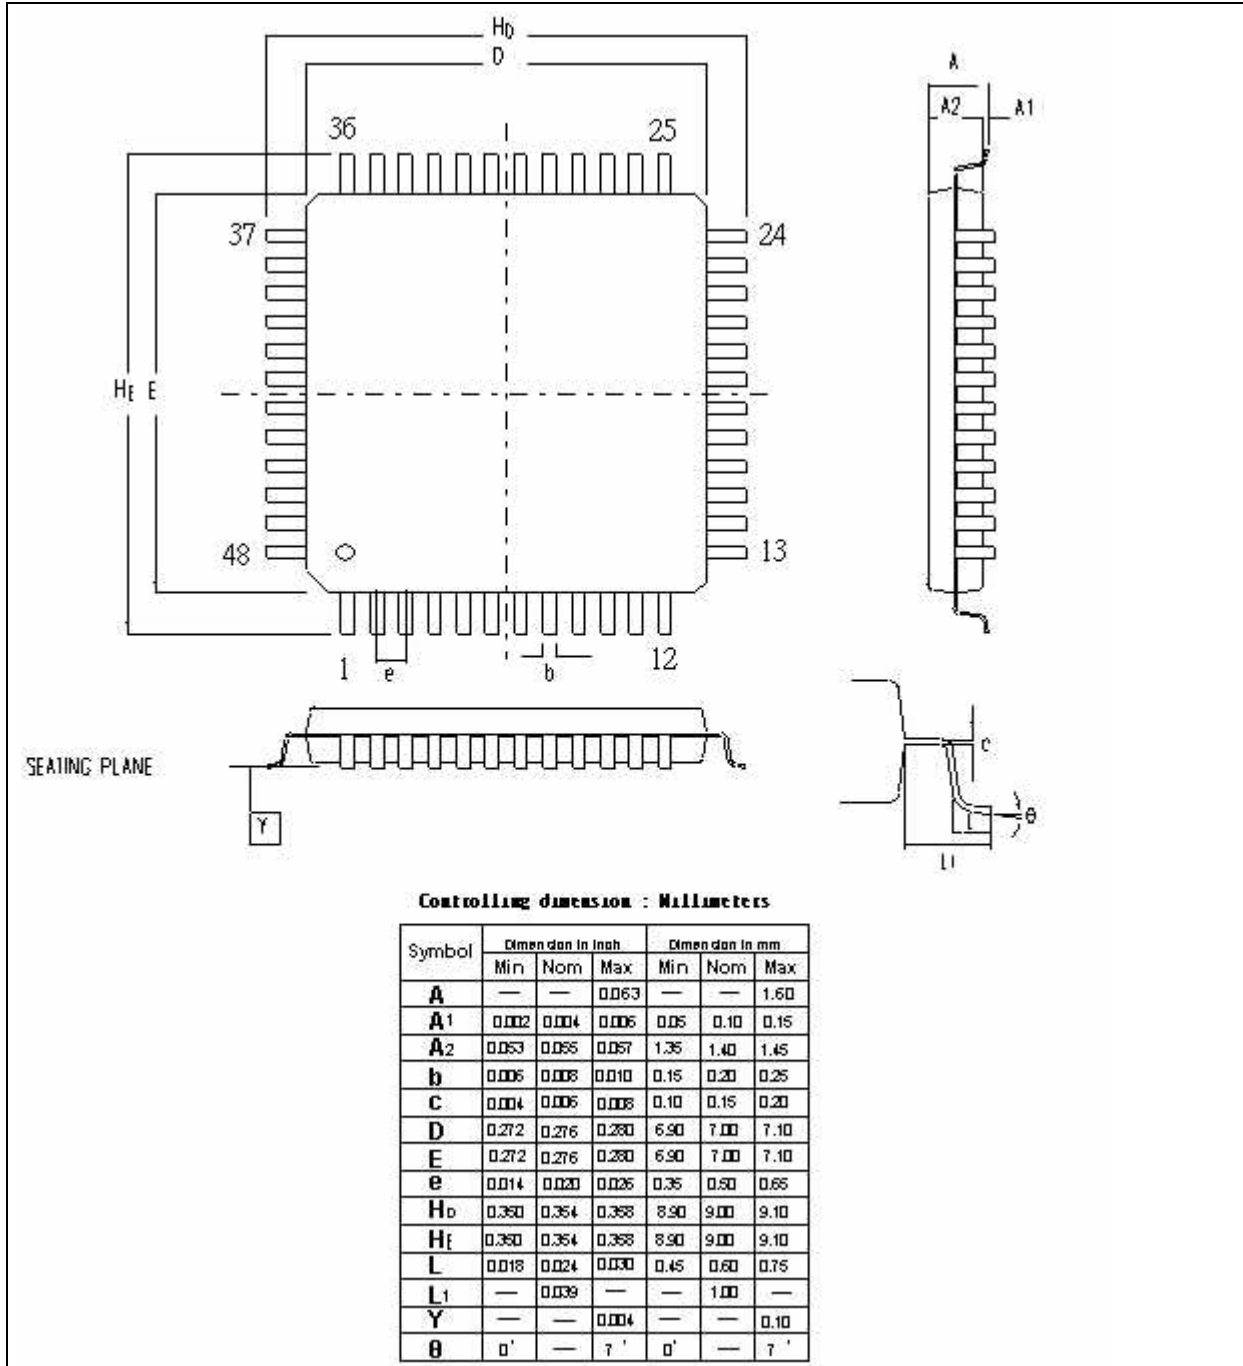 HD
D
A
A2
A1
36
25
37
24
HE
E
48
13
1
e
b
12
SEATING PLANE
Y
C
θ
L
L1
Controlling dimension : Millimeters
Symbol Dimension in inch Dimension in mm
Min Nom Max Min Nom Max
A — — 0.063 — — 1.60
A1 0.002 0.004 0.006 0.05 0.10 0.15
A2 0.053 0.055 0.057 1.35 1.40 1.45
b 0.006 0.008 0.010 0.15 0.20 0.25
c 0.004 0.006 0.008 0.10 0.15 0.20
D 0.272 0.276 0.280 6.90 7.00 7.10
E 0.272 0.276 0.280 6.90 7.00 7.10
e 0.014 0.020 0.026 0.35 0.50 0.65
HD 0.350 0.354 0.358 8.90 9.00 9.10
HE 0.350 0.354 0.358 8.90 9.00 9.10
L 0.018 0.024 0.030 0.45 0.60 0.75
L1 — 0.039 — — 1.00 —
Y — — 0.004 — — 0.10
θ 0° — 7° 0° — 7°